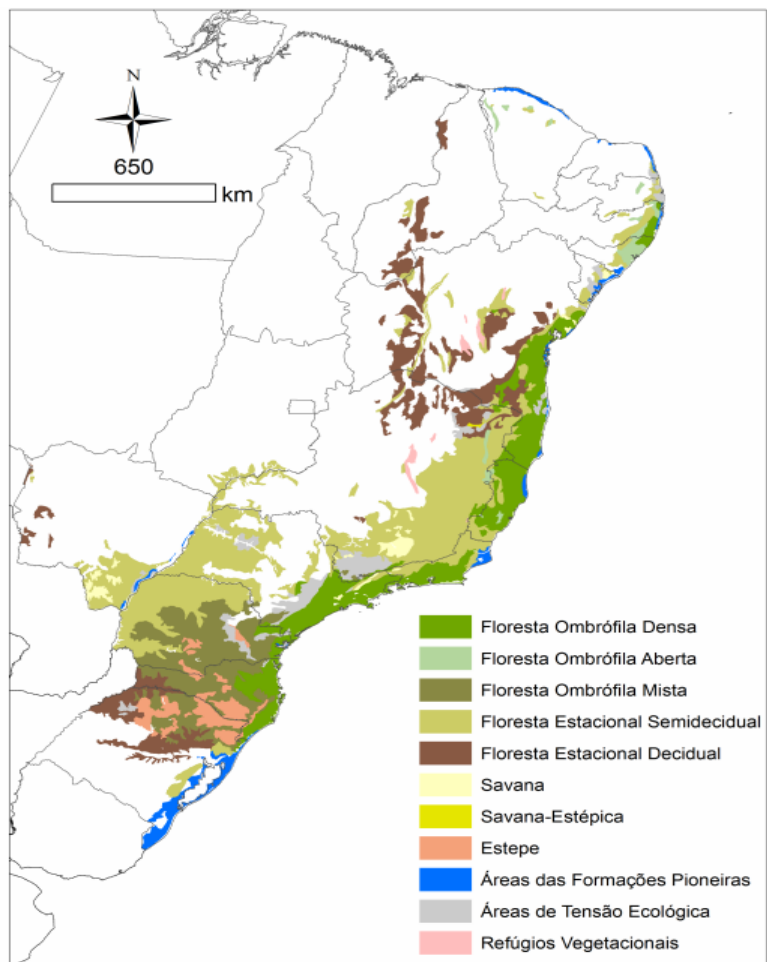 N
650
km
Floresta Ombrófila Densa
Floresta Ombrófila Aberta
Floresta Ombrófila Mista
Floresta Estacional Semidecidual
Floresta Estacional Decidual
Savana
Savana-Estépica
Estepe
Áreas das Formações Pioneiras
Áreas de Tensão Ecológica
Refúgios Vegetacionais